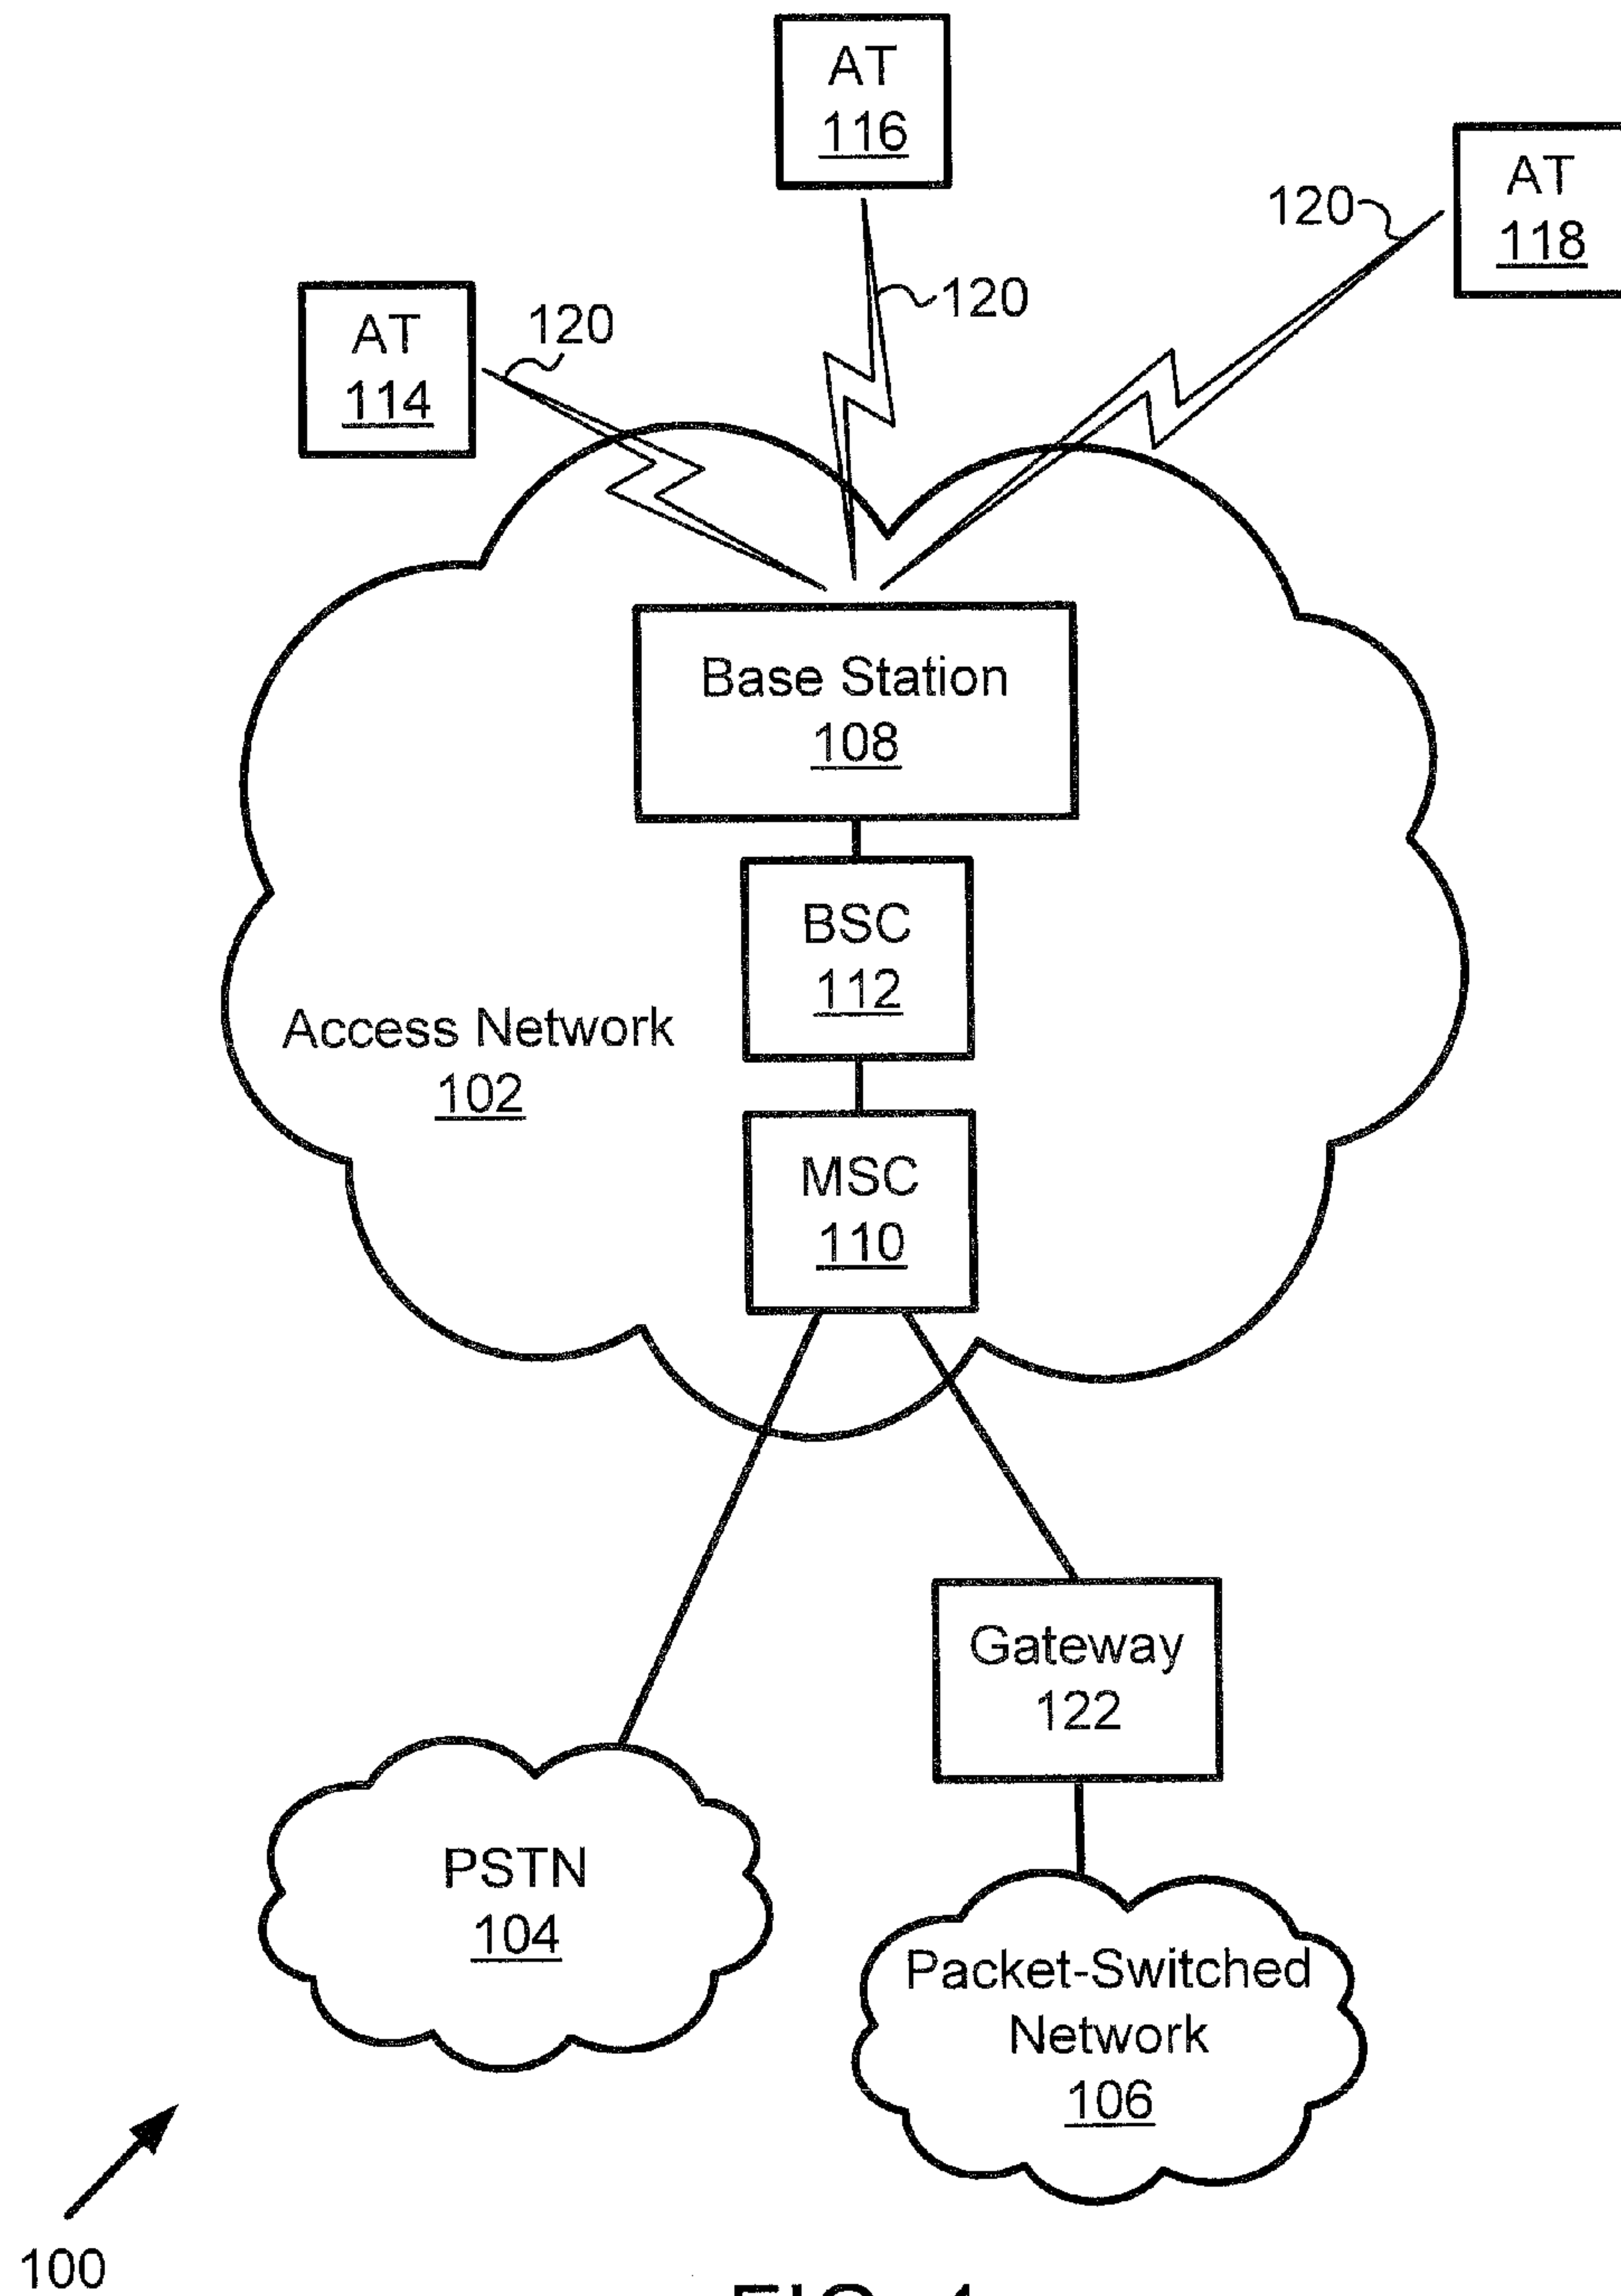 AT
116
AT
118
120
120
AT
114
120
Base Station
108
BSC
112
Access Network
102
MSC
110
Gateway
122
PSTN
104
Packet-Switched
Network
106
100